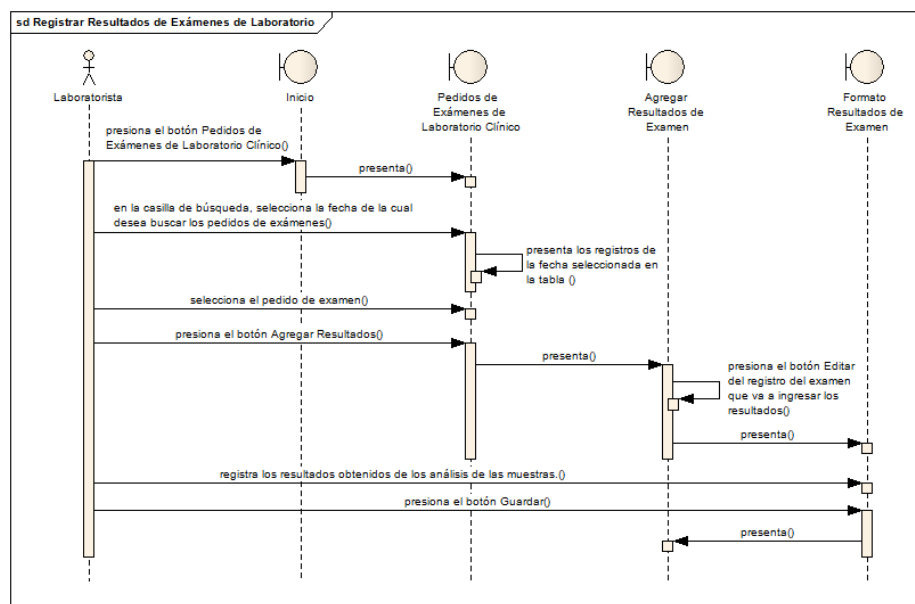 sd Registrar Resultados de Exámenes de Laboratorio
Laboratorista
Inicio
Pedidos de
Exámenes de
Laboratorio Clínico
Agregar
Resultados de
Examen
Formato
Resultados de
Examen
presiona el botón Pedidos de
Exámenes de Laboratorio Clínico()
presenta()
en la casilla de búsqueda, selecciona la fecha de la cual
desea buscar los pedidos de exámenes()
presenta los registros de
la fecha seleccionada en
la tabla ()
selecciona el pedido de examen()
presiona el botón Agregar Resultados()
presenta()
presiona el botón Editar
del registro del examen
que va a ingresar los
resultados()
presenta()
registra los resultados obtenidos de los análisis de las muestras.()
presiona el botón Guardar()
presenta()